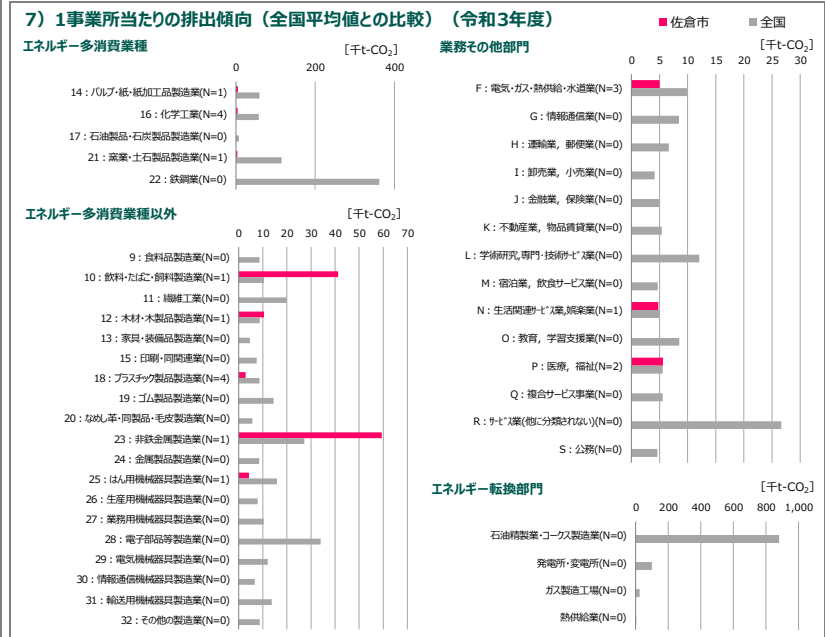 7）1事業所当たりの排出傾向（全国平均値との比較）（令和3年度）
佐倉市
全国
エネルギー多消費業種
[千t-CO₂]
0 200 400
14：パルプ・紙・紙加工品製造業(N=1)
16：化学工業(N=4)
17：石油製品・石炭製品製造業(N=0)
21：窯業・土石製品製造業(N=1)
22：鉄鋼業(N=0)
エネルギー多消費業種以外
[千t-CO₂]
0 10 20 30 40 50 60 70
9：食料品製造業(N=0)
10：飲料・たばこ・飼料製造業(N=1)
11：繊維工業(N=0)
12：木材・木製品製造業(N=1)
13：家具・装備品製造業(N=0)
15：印刷・同関連業(N=0)
18：プラスチック製品製造業(N=4)
19：ゴム製品製造業(N=0)
20：なめし革・同製品・毛皮製造業(N=0)
23：非鉄金属製造業(N=1)
24：金属製品製造業(N=0)
25：はん用機械器具製造業(N=1)
26：生産用機械器具製造業(N=0)
27：業務用機械器具製造業(N=0)
28：電子部品等製造業(N=0)
29：電気機械器具製造業(N=0)
30：情報通信機械器具製造業(N=0)
31：輸送用機械器具製造業(N=0)
32：その他の製造業(N=0)
業務その他部門
[千t-CO₂]
0 5 10 15 20 25 30
F：電気・ガス・熱供給・水道業(N=3)
G：情報通信業(N=0)
H：運輸業，郵便業(N=0)
I：卸売業，小売業(N=0)
J：金融業，保険業(N=0)
K：不動産業，物品賃貸業(N=0)
L：学術研究,専門・技術ｻｰﾋﾞｽ業(N=0)
M：宿泊業，飲食サービス業(N=0)
N：生活関連ｻｰﾋﾞｽ業,娯楽業(N=1)
O：教育，学習支援業(N=0)
P：医療，福祉(N=2)
Q：複合サービス事業(N=0)
R：ｻｰﾋﾞｽ業(他に分類されない)(N=0)
S：公務(N=0)
エネルギー転換部門
[千t-CO₂]
0 200 400 600 800 1,000
石油精製業・コークス製造業(N=0)
発電所・変電所(N=0)
ガス製造工場(N=0)
熱供給業(N=0)